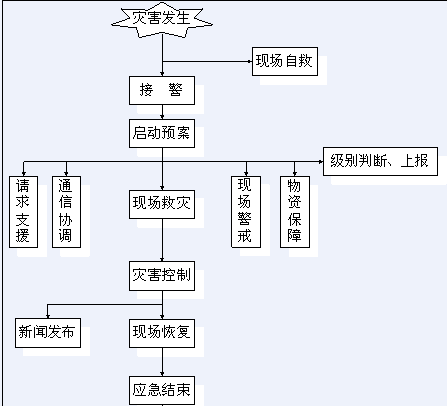 灾害发生
现场自救
接 警
启动预案
级别判断、上报
请求支援
通信协调
现场救灾
现场警戒
物资保障
灾害控制
新闻发布
现场恢复
应急结束